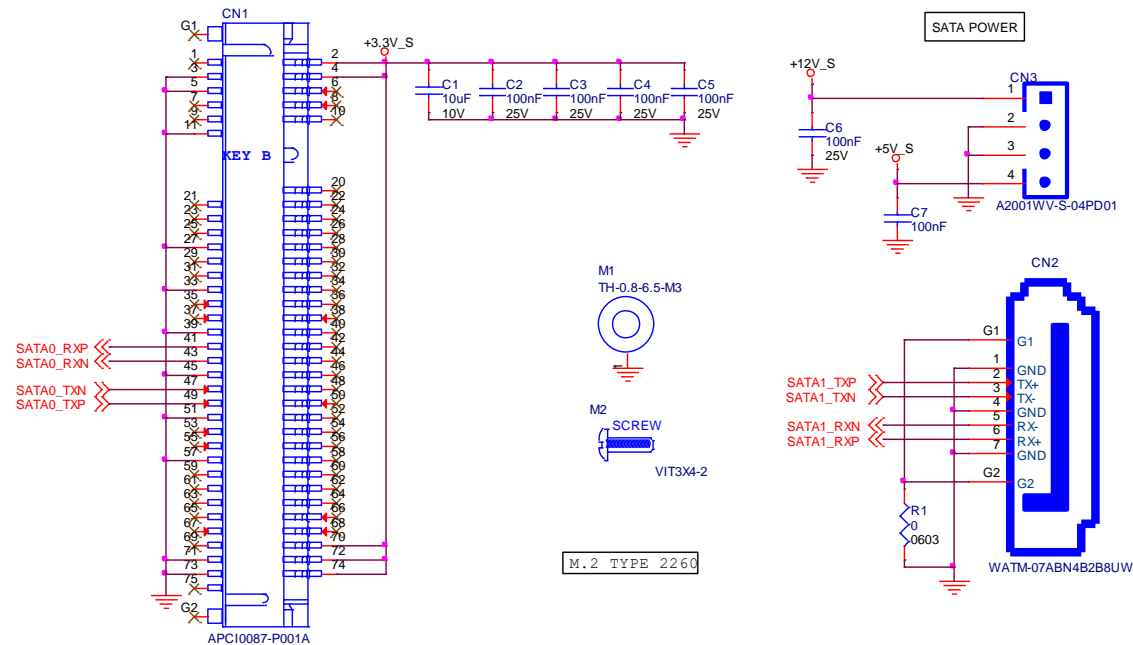 CN1
G1
1
3
5
7
9
11
2
4
6
8
10
KEY B
20
21
22
23
24
25
26
27
28
29
30
31
32
33
34
35
36
37
38
39
40
41
42
43
44
45
46
47
48
49
50
51
52
53
54
55
56
57
58
59
60
61
62
63
64
65
66
67
68
69
70
71
72
73
74
75
G2
APCI0087-P001A
SATA0_RXP
SATA0_RXN
SATA0_TXN
SATA0_TXP
+3.3V_S
C1
10uF
10V
C2
100nF
25V
C3
100nF
25V
C4
100nF
25V
C5
100nF
25V
M1
TH-0.8-6.5-M3
1
M2
SCREW
VIT3X4-2
M.2 TYPE 2260
SATA POWER
+12V_S
C6
100nF
25V
+5V_S
C7
100nF
CN3
1
2
3
4
A2001WV-S-04PD01
CN2
G1 G1
1 GND
2 TX+
3 TX-
4 GND
5 RX-
6 RX+
7 GND
G2 G2
SATA1_TXP
SATA1_TXN
SATA1_RXN
SATA1_RXP
R1
0
0603
WATM-07ABN4B2B8UW